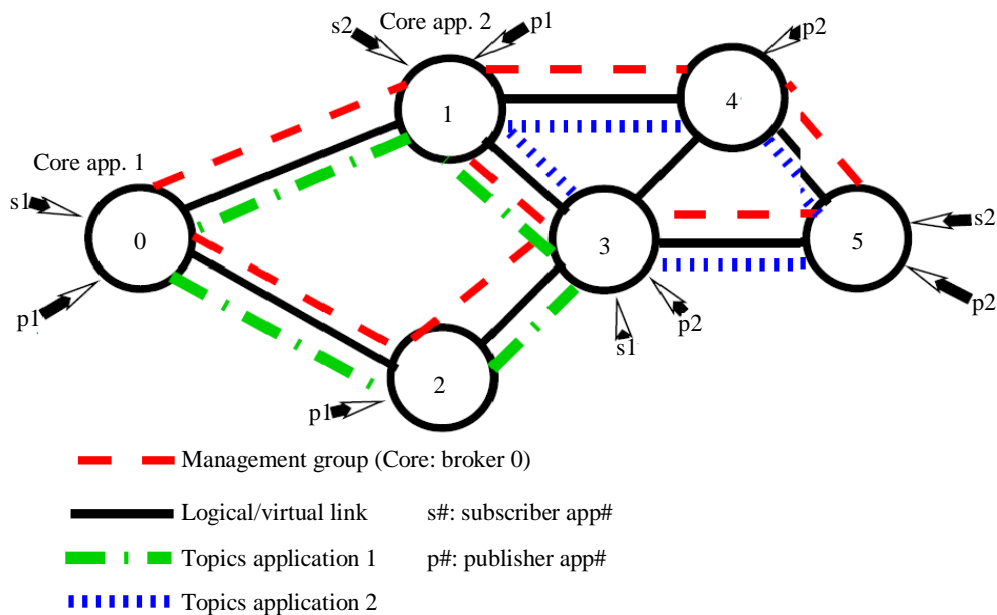 Core app. 2
s2
p1
p2
4
1
Core app. 1
s1
0
3
5
s2
p1
p2
s1
p2
2
p1
Management group (Core: broker 0)
Logical/virtual link
s#: subscriber app#
Topics application 1
p#: publisher app#
Topics application 2